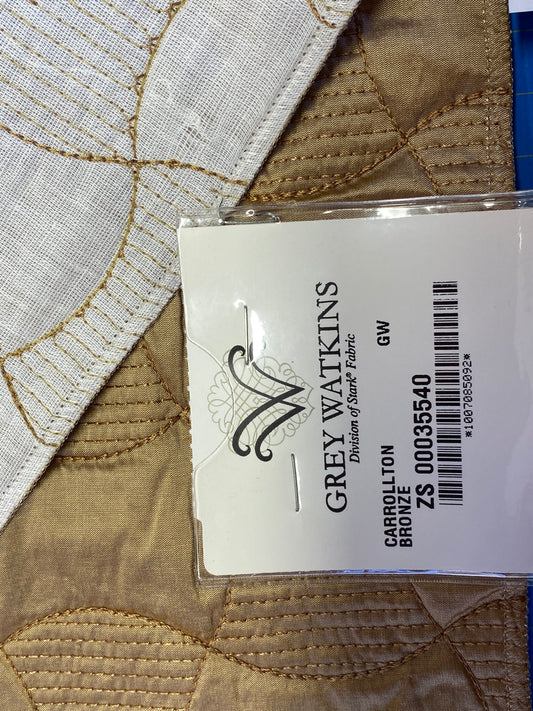 GREY WATKINS
Division of Stark® Fabric
GW
CARROLLTON
BRONZE
ZS 00035540
*1007085092*